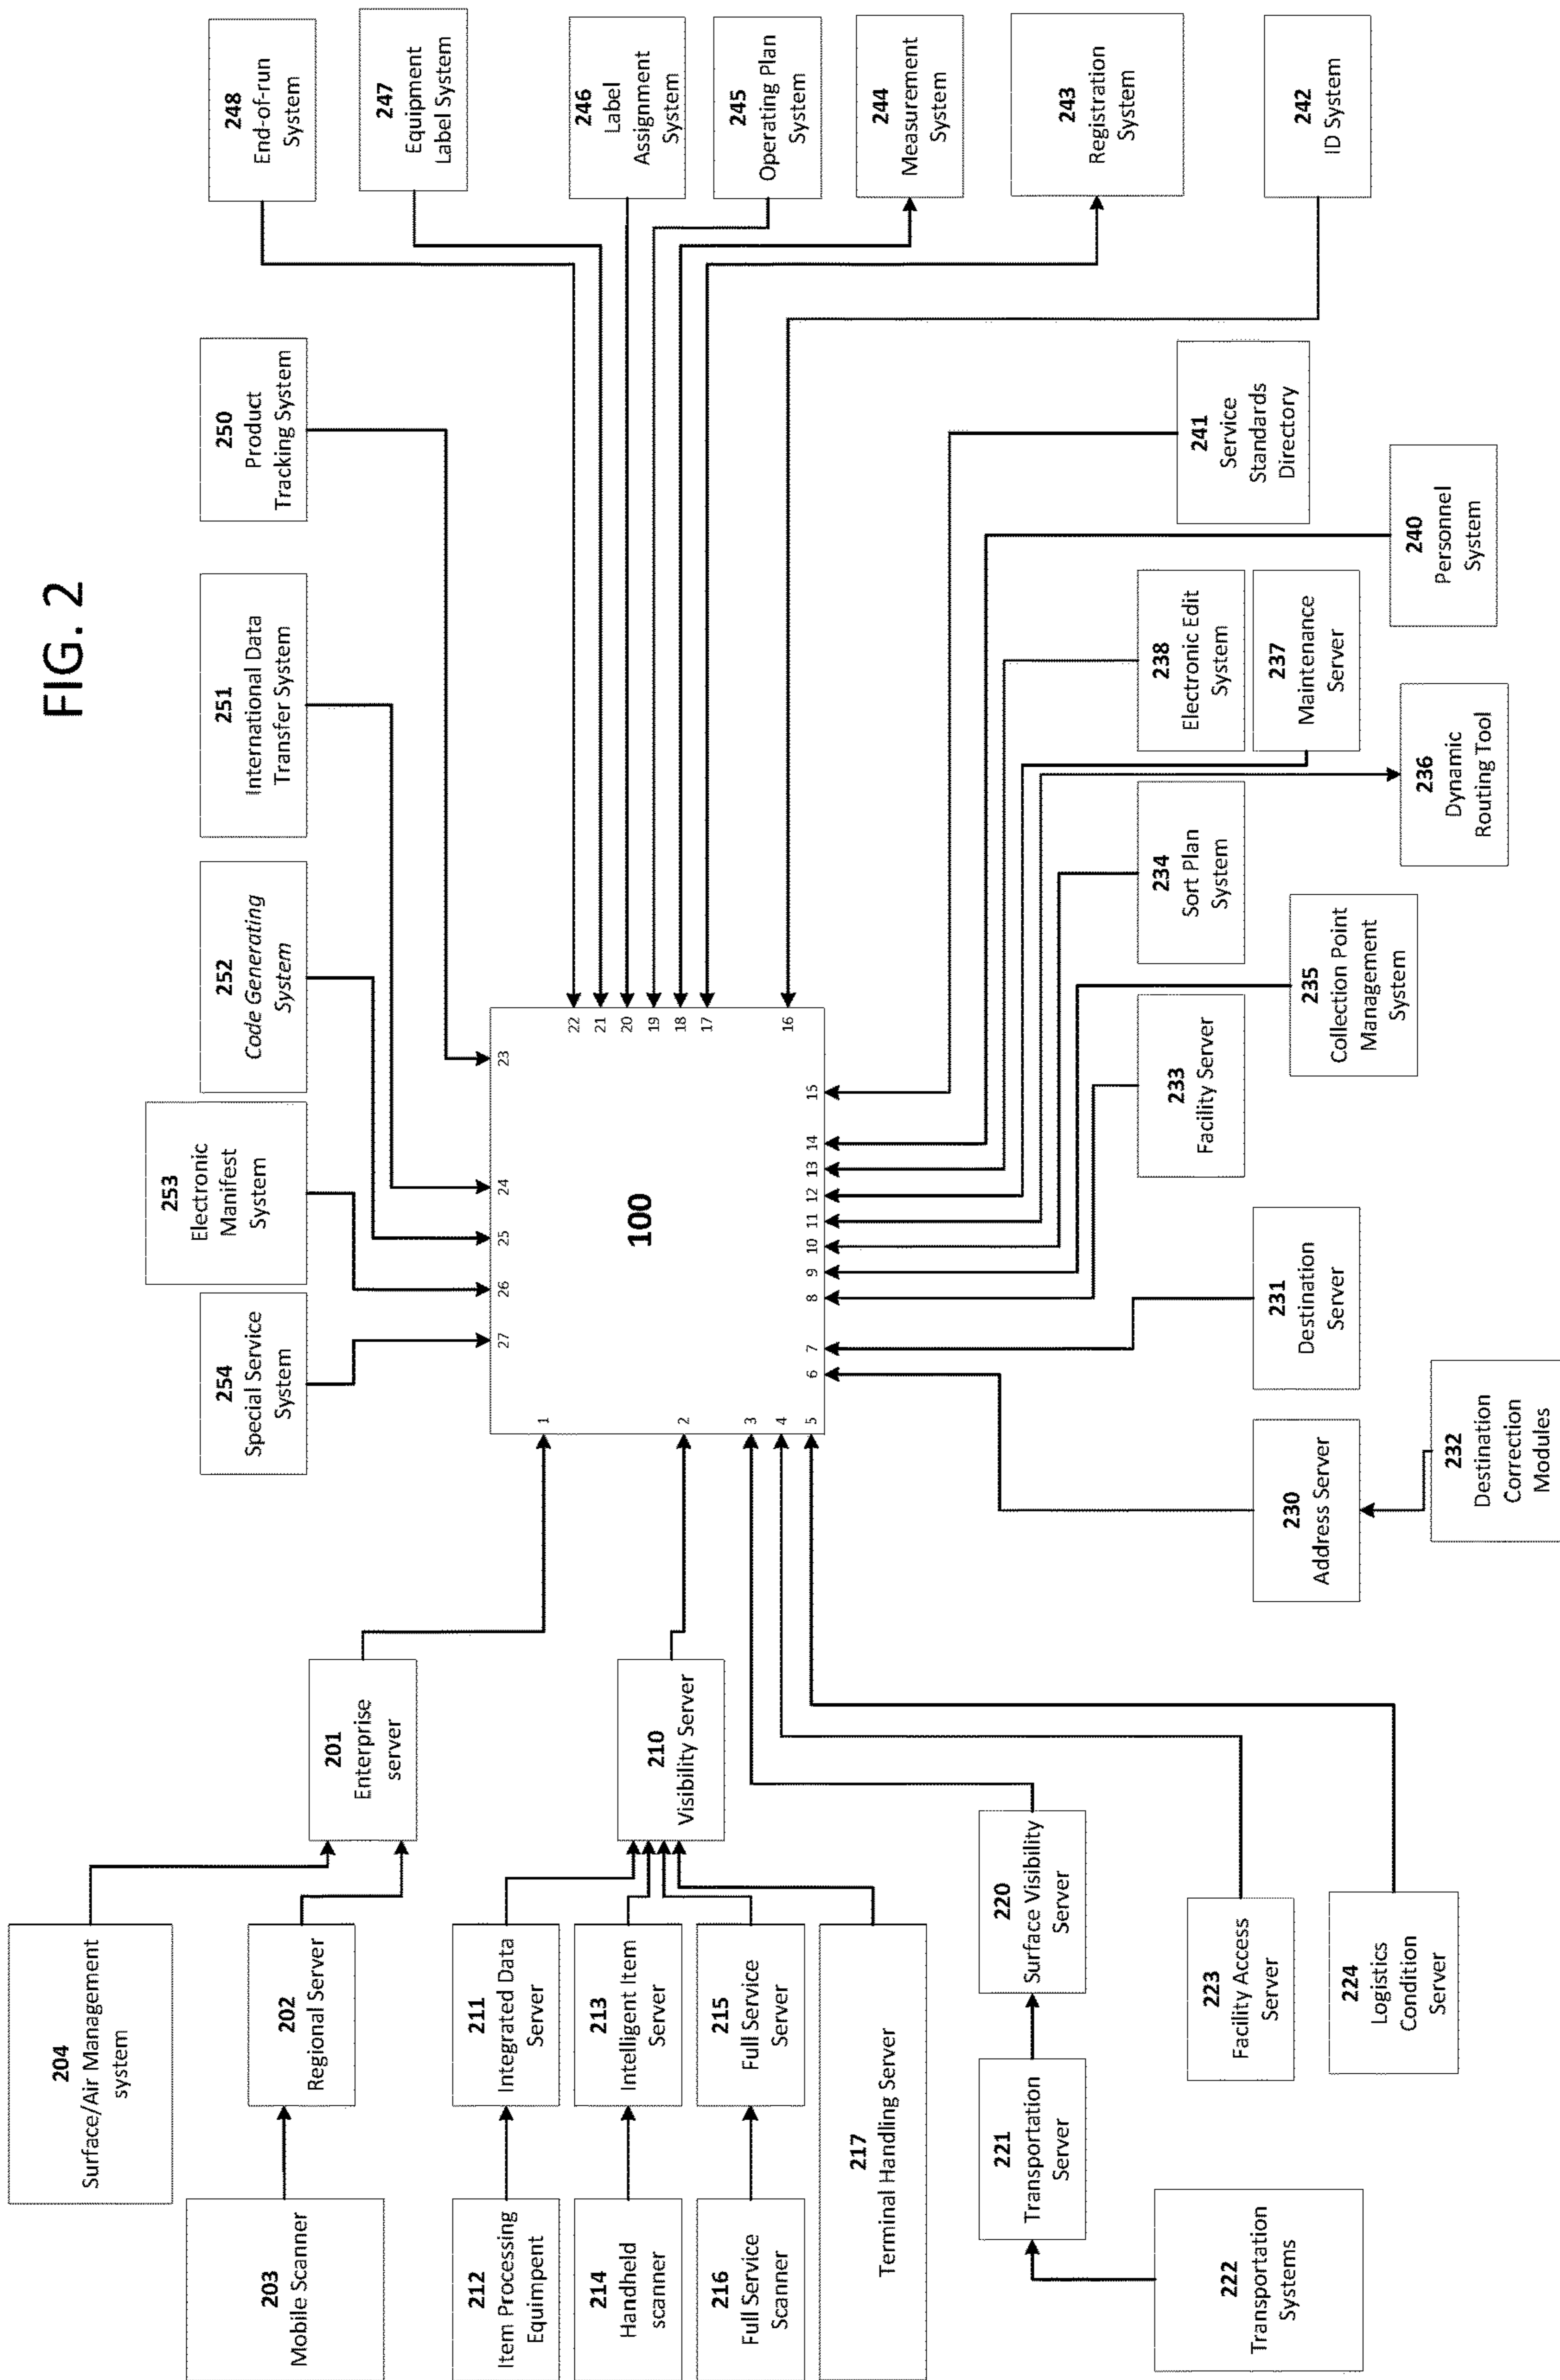 FIG. 2
204
Surface/Air Management
system
203
Mobile Scanner
202
Regional Server
201
Enterprise
server
212
Item Processing
Equimpent
211
Integrated Data
Server
214
Handheld
scanner
213
Intelligent Item
Server
216
Full Service
Scanner
215
Full Service
Server
217
Terminal Handling Server
210
Visibility Server
222
Transportation
Systems
221
Transportation
Server
220
Surface Visibility
Server
223
Facility Access
Server
224
Logistics
Condition
Server
254
Special Service
System
253
Electronic
Manifest
System
252
Code Generating
System
251
International Data
Transfer System
250
Product
Tracking System
248
End-of-run
System
247
Equipment
Label System
246
Label
Assignment
System
245
Operating Plan
System
244
Measurement
System
243
Registration
System
242
ID System
100
1
2
3
4
5
6
7
8
9
10
11
12
13
14
15
16
17
18
19
20
21
22
23
24
25
26
27
230
Address Server
232
Destination
Correction
Modules
231
Destination
Server
233
Facility Server
235
Collection Point
Management
System
234
Sort Plan
System
236
Dynamic
Routing Tool
238
Electronic Edit
System
237
Maintenance
Server
240
Personnel
System
241
Service
Standards
Directory